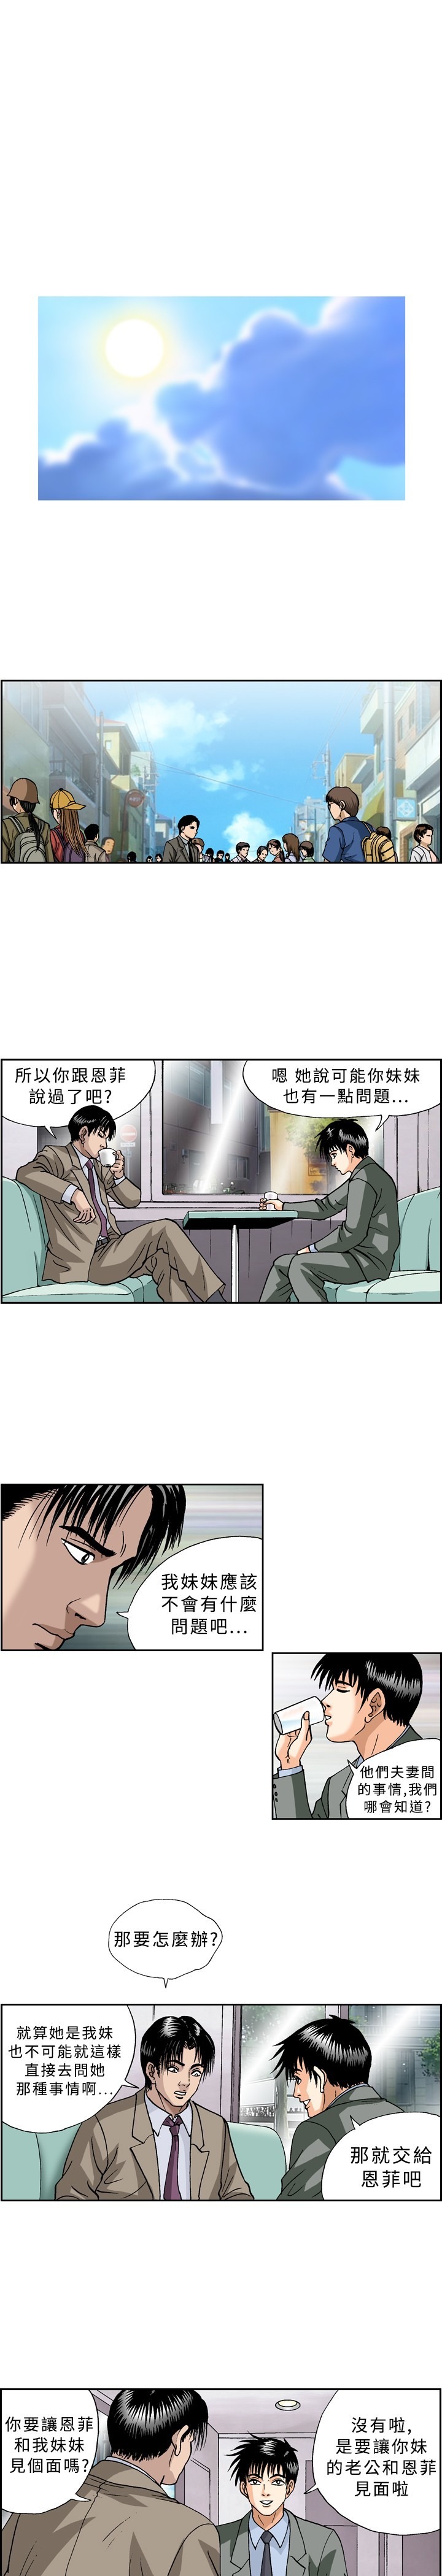 所以你跟恩菲
說過了吧?
嗯 她說可能你妹妹
也有一點問題...
我妹妹應該
不會有什麼
問題吧...
他們夫妻間
的事情,我們
哪會知道?
那要怎麼辦?
就算她是我妹
也不可能就這樣
直接去問她
那種事情啊...
那就交給
恩菲吧
你要讓恩菲
和我妹妹
見個面嗎?
沒有啦,
是要讓你妹
的老公和恩菲
見面啦